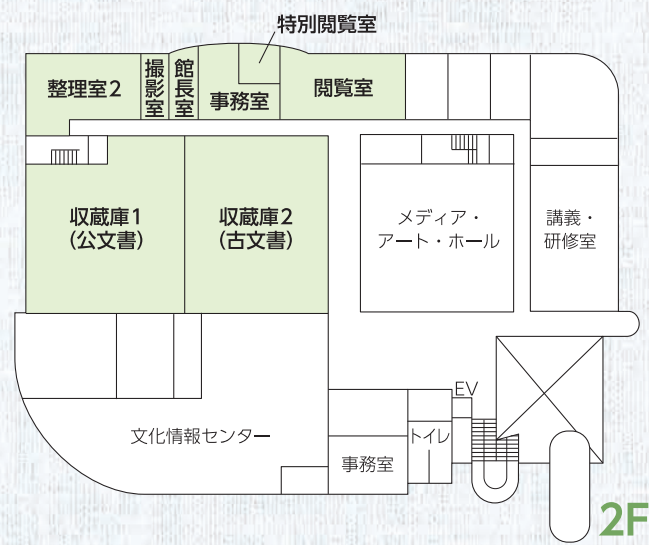 特別閲覧室
整理室2
撮影室
館長室
事務室
閲覧室
収蔵庫1
(公文書)
収蔵庫2
(古文書)
メディア・
アート・ホール
講義・
研修室
EV
文化情報センター
トイレ
事務室
2F